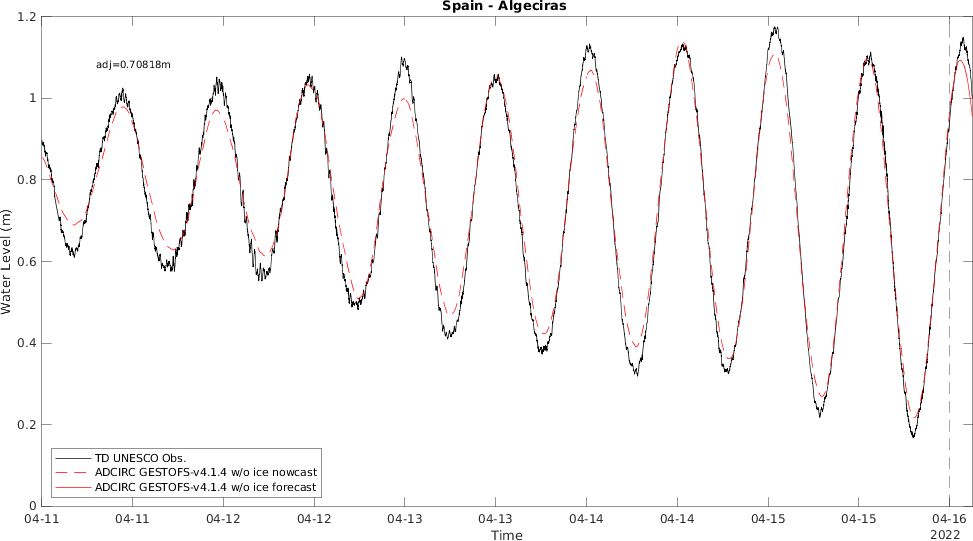 Spain - Algeciras
adj=0.70818m
1.2
1
0.8
0.6
0.4
0.2
0
Water Level (m)
TD UNESCO Obs.
ADCIRC GESTOFS-v4.1.4 w/o ice nowcast
ADCIRC GESTOFS-v4.1.4 w/o ice forecast
04-11 04-11 04-12 04-12 04-13 04-13 04-14 04-14 04-15 04-15 04-16
Time
2022